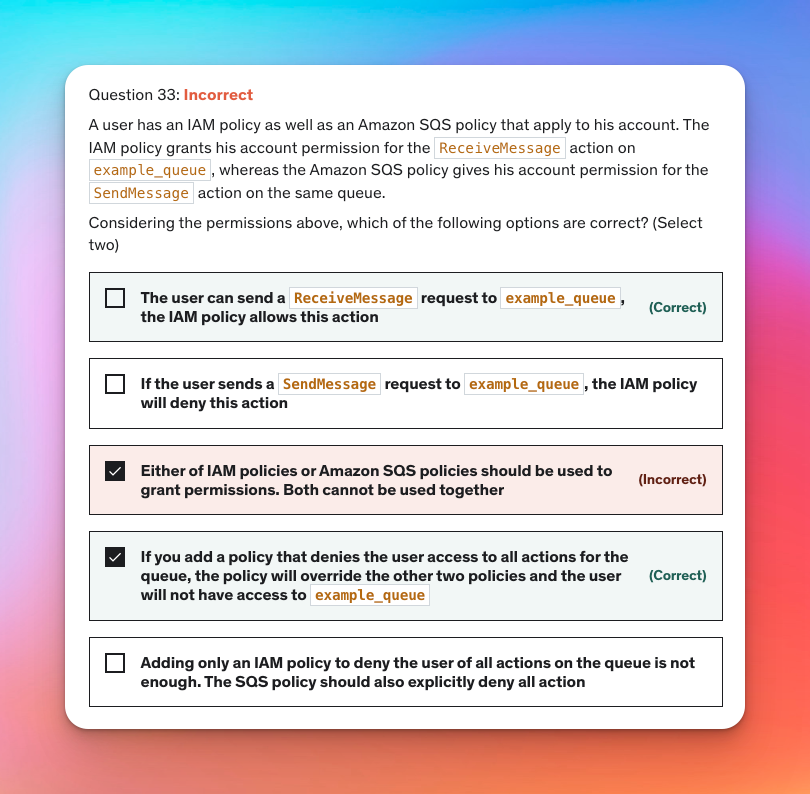 Question 33: Incorrect
A user has an IAM policy as well as an Amazon SQS policy that apply to his account. The
IAM policy grants his account permission for the ReceiveMessage action on
example_queue, whereas the Amazon SQS policy gives his account permission for the
SendMessage action on the same queue.
Considering the permissions above, which of the following options are correct? (Select
two)
The user can send a ReceiveMessage request to example_queue,
the IAM policy allows this action
(Correct)
If the user sends a SendMessage request to example_queue, the IAM policy
will deny this action
Either of IAM policies or Amazon SQS policies should be used to
grant permissions. Both cannot be used together
(Incorrect)
If you add a policy that denies the user access to all actions for the
queue, the policy will override the other two policies and the user
will not have access to example_queue
(Correct)
Adding only an IAM policy to deny the user of all actions on the queue is not
enough. The SQS policy should also explicitly deny all action